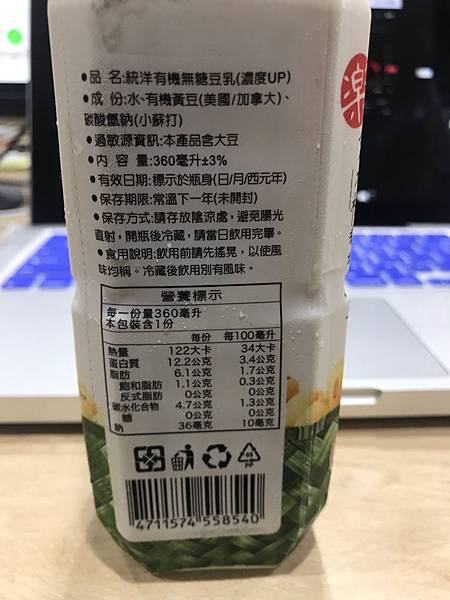 ●品　名:統洋有機無糖豆乳(濃度UP)
●成　份:水、有機黃豆(美國/加拿大)、
碳酸氫鈉(小蘇打)
●過敏源資訊:本產品含大豆
●內 容 量:360毫升±3%
●有效日期:標示於瓶身(日/月/西元年)
●保存期限:常溫下一年(未開封)
●保存方式:請存放陰涼處，避免陽光
直射，開瓶後冷藏，請當日飲用完畢。
●食用說明:飲用前請先搖晃，以使風
味均稱。冷藏後飲用別有風味。
營養標示
每一份量360毫升
本包裝含1份
每份 每100毫升
熱量 122大卡 34大卡
蛋白質 12.2公克 3.4公克
脂肪 6.1公克 1.7公克
飽和脂肪 1.1公克 0.3公克
反式脂肪 0公克 0公克
碳水化合物 4.7公克 1.3公克
糖 0公克 0公克
鈉 36毫克 10毫克
05
PP
4711574 558540